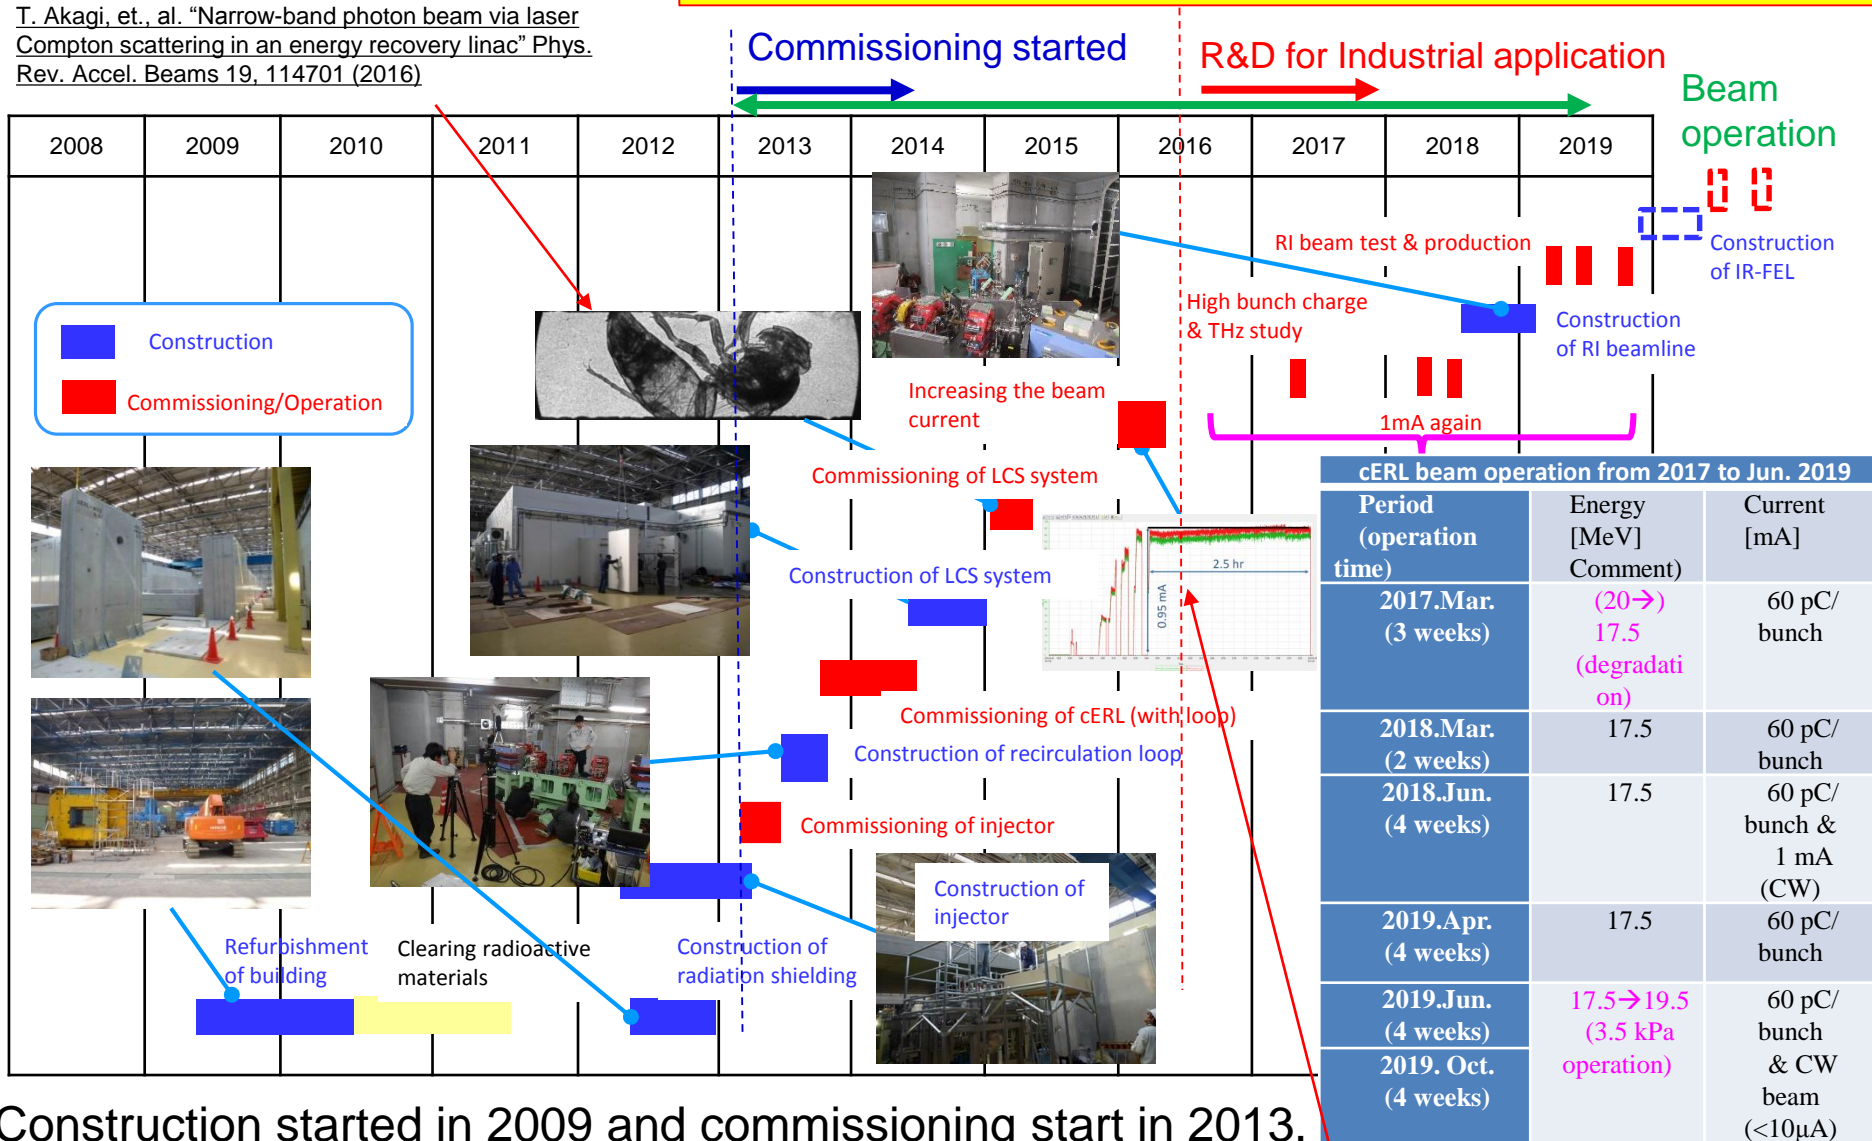 T. Akagi, et., al. “Narrow-band photon beam via laser
Compton scattering in an energy recovery linac” Phys.
Rev. Accel. Beams 19, 114701 (2016)
Commissioning started
R&D for Industrial application
Beam
operation
2008
2009
2010
2011
2012
2013
2014
2015
2016
2017
2018
2019
Construction
Commissioning/Operation
RI beam test & production
Construction
of IR-FEL
High bunch charge
& THz study
Construction
of RI beamline
Increasing the beam
current
1mA again
Commissioning of LCS system
Construction of LCS system
2.5 hr
0.95 mA
Commissioning of cERL (with loop)
Construction of recirculation loop
Commissioning of injector
Construction of
injector
Refurbishment
of building
Clearing radioactive
materials
Construction of
radiation shielding
cERL beam operation from 2017 to Jun. 2019
Period
(operation
time)
Energy
[MeV]
Comment)
Current
[mA]
2017.Mar.
(3 weeks)
(20→)
17.5
(degradati
on)
60 pC/
bunch
2018.Mar.
(2 weeks)
17.5
60 pC/
bunch
2018.Jun.
(4 weeks)
17.5
60 pC/
bunch &
1 mA
(CW)
2019.Apr.
(4 weeks)
17.5
60 pC/
bunch
2019.Jun.
(4 weeks)
17.5→19.5
(3.5 kPa
operation)
60 pC/
bunch
& CW
beam
(<10μA)
2019. Oct.
(4 weeks)
Construction started in 2009 and commissioning start in 2013.